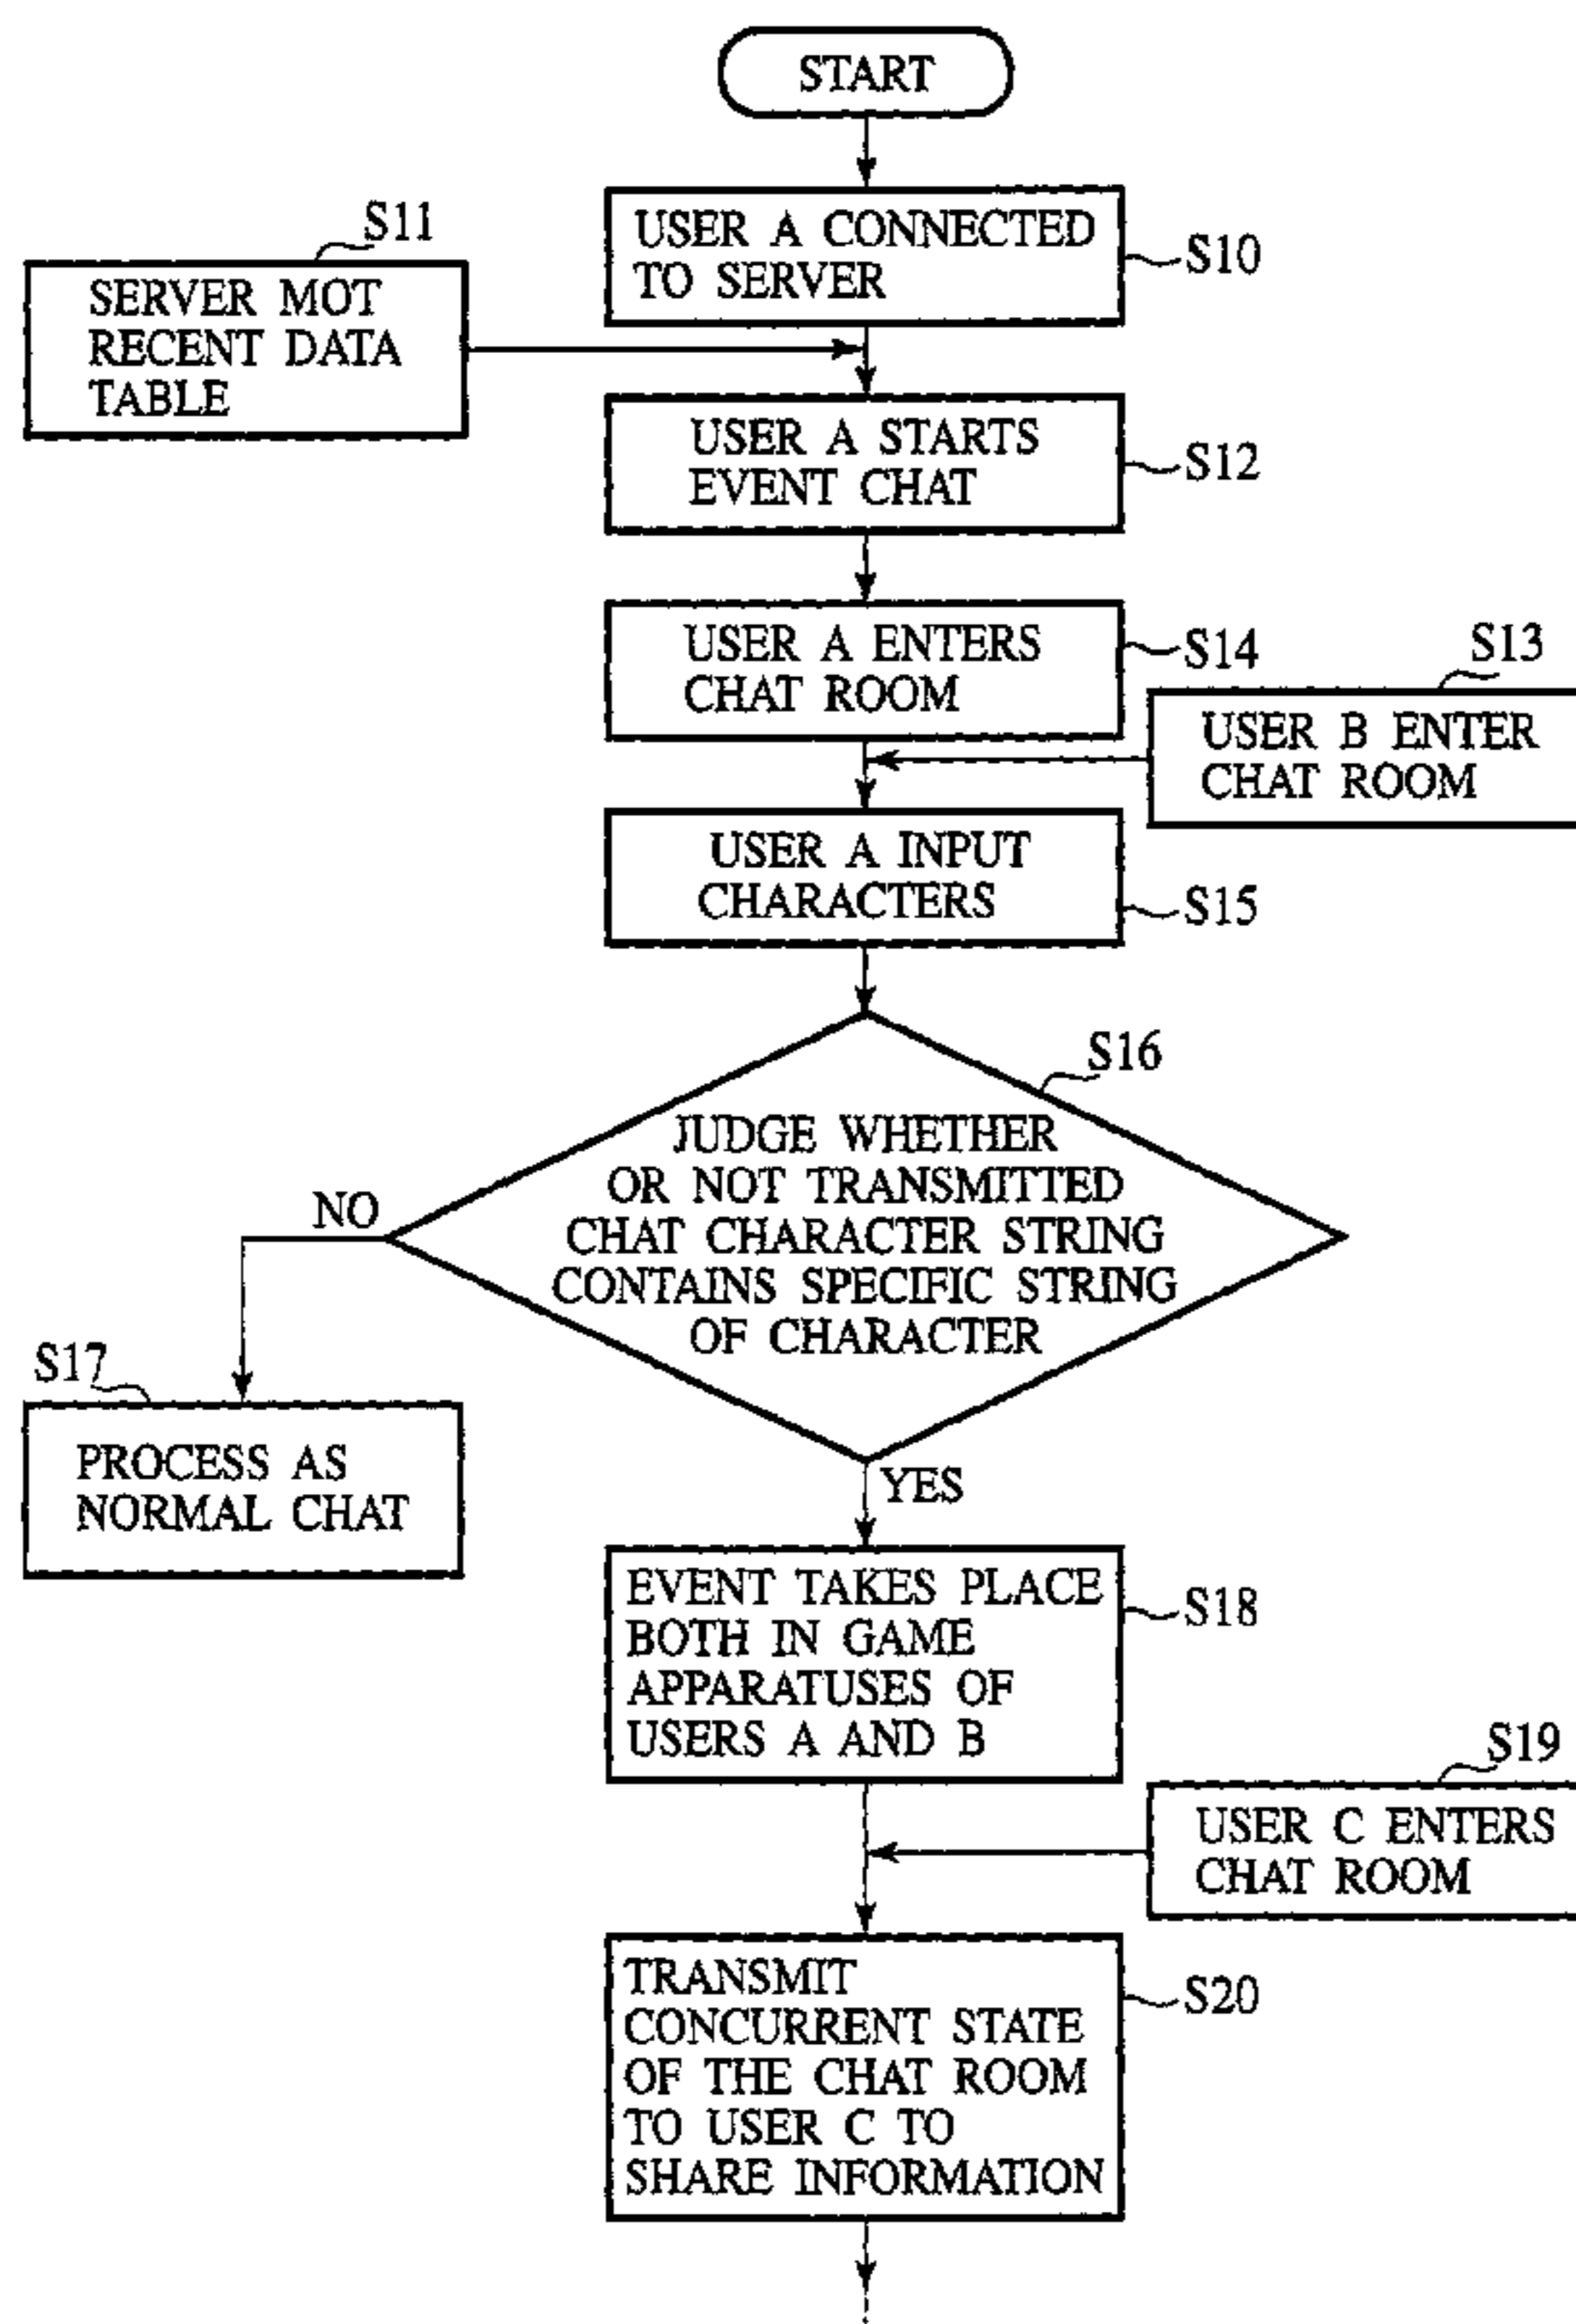 START
USER A CONNECTED
TO SERVER
S10
S11
SERVER MOT
RECENT DATA
TABLE
USER A STARTS
EVENT CHAT
S12
USER A ENTERS
CHAT ROOM
S14
S13
USER B ENTER
CHAT ROOM
USER A INPUT
CHARACTERS
S15
S16
JUDGE WHETHER
OR NOT TRANSMITTED
CHAT CHARACTER STRING
CONTAINS SPECIFIC STRING
OF CHARACTER
NO
S17
PROCESS AS
NORMAL CHAT
YES
EVENT TAKES PLACE
BOTH IN GAME
APPARATUSES OF
USERS A AND B
S18
S19
USER C ENTERS
CHAT ROOM
TRANSMIT
CONCURRENT STATE
OF THE CHAT ROOM
TO USER C TO
SHARE INFORMATION
S20